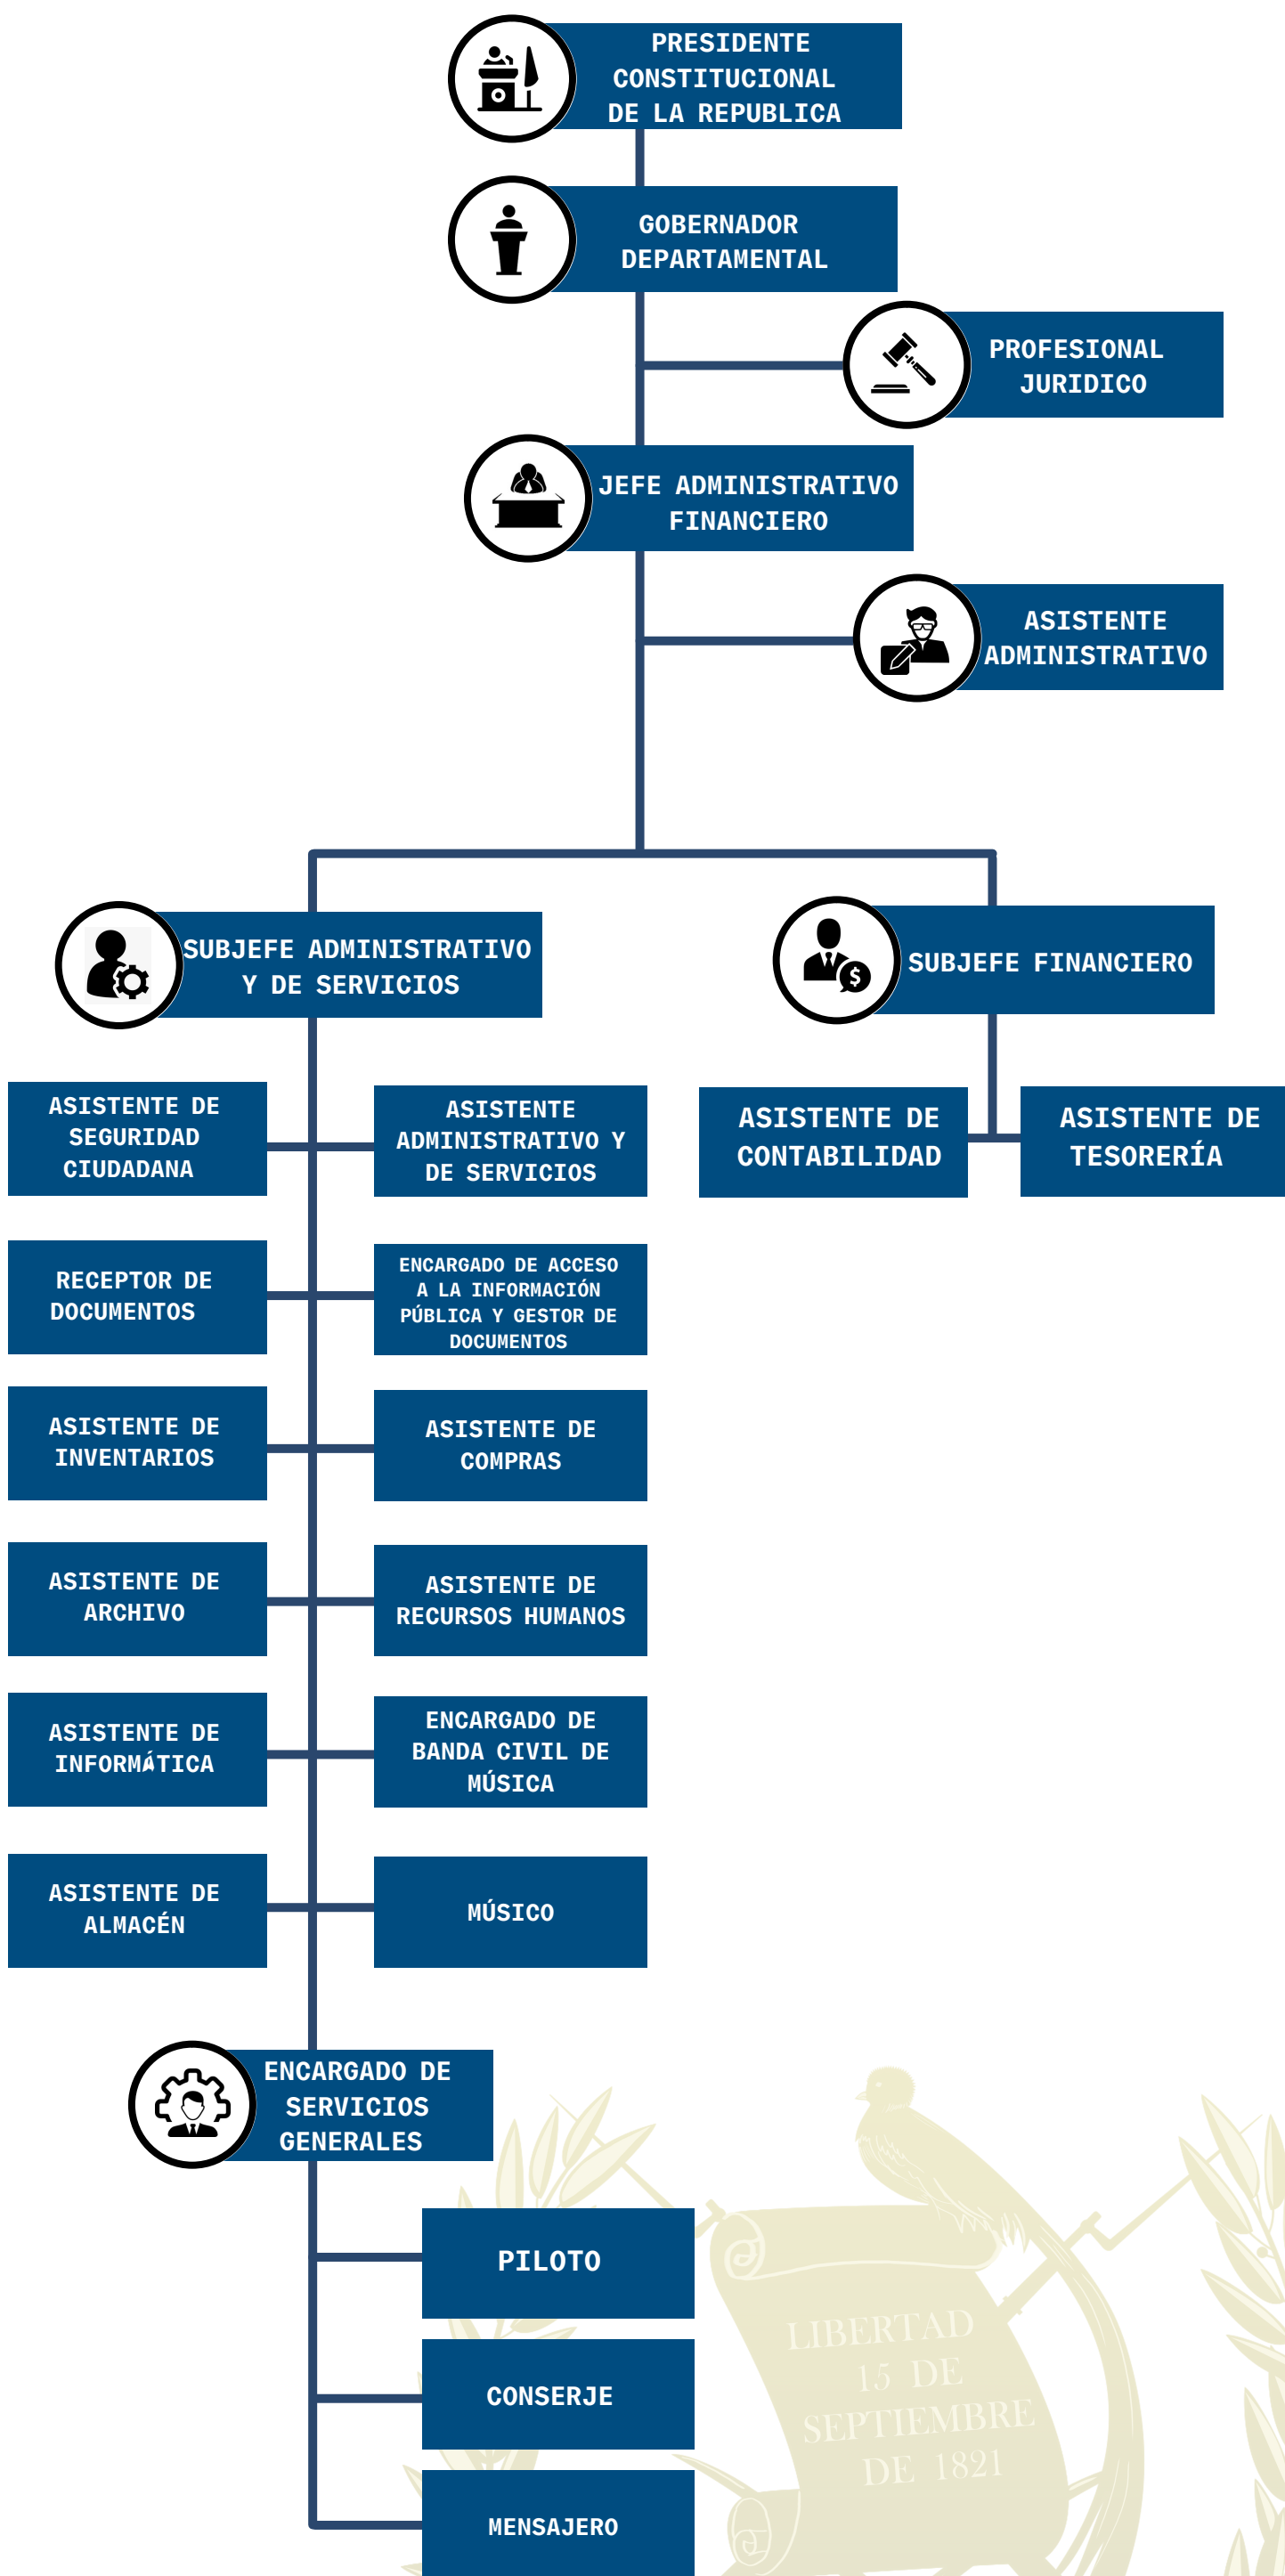 PRESIDENTE
CONSTITUCIONAL
DE LA REPUBLICA
GOBERNADOR
DEPARTAMENTAL
PROFESIONAL
JURIDICO
JEFE ADMINISTRATIVO
FINANCIERO
ASISTENTE
ADMINISTRATIVO
SUBJEFE ADMINISTRATIVO
Y DE SERVICIOS
SUBJEFE FINANCIERO
ASISTENTE DE
SEGURIDAD
CIUDADANA
ASISTENTE
ADMINISTRATIVO Y
DE SERVICIOS
ASISTENTE DE
CONTABILIDAD
ASISTENTE DE
TESORERÍA
RECEPTOR DE
DOCUMENTOS
ENCARGADO DE ACCESO
A LA INFORMACIÓN
PÚBLICA Y GESTOR DE
DOCUMENTOS
ASISTENTE DE
INVENTARIOS
ASISTENTE DE
COMPRAS
ASISTENTE DE
ARCHIVO
ASISTENTE DE
RECURSOS HUMANOS
ASISTENTE DE
INFORMÁTICA
ENCARGADO DE
BANDA CIVIL DE
MÚSICA
ASISTENTE DE
ALMACÉN
MÚSICO
ENCARGADO DE
SERVICIOS
GENERALES
PILOTO
CONSERJE
MENSAJERO
LIBERTAD
15 DE
SEPTIEMBRE
DE 1821